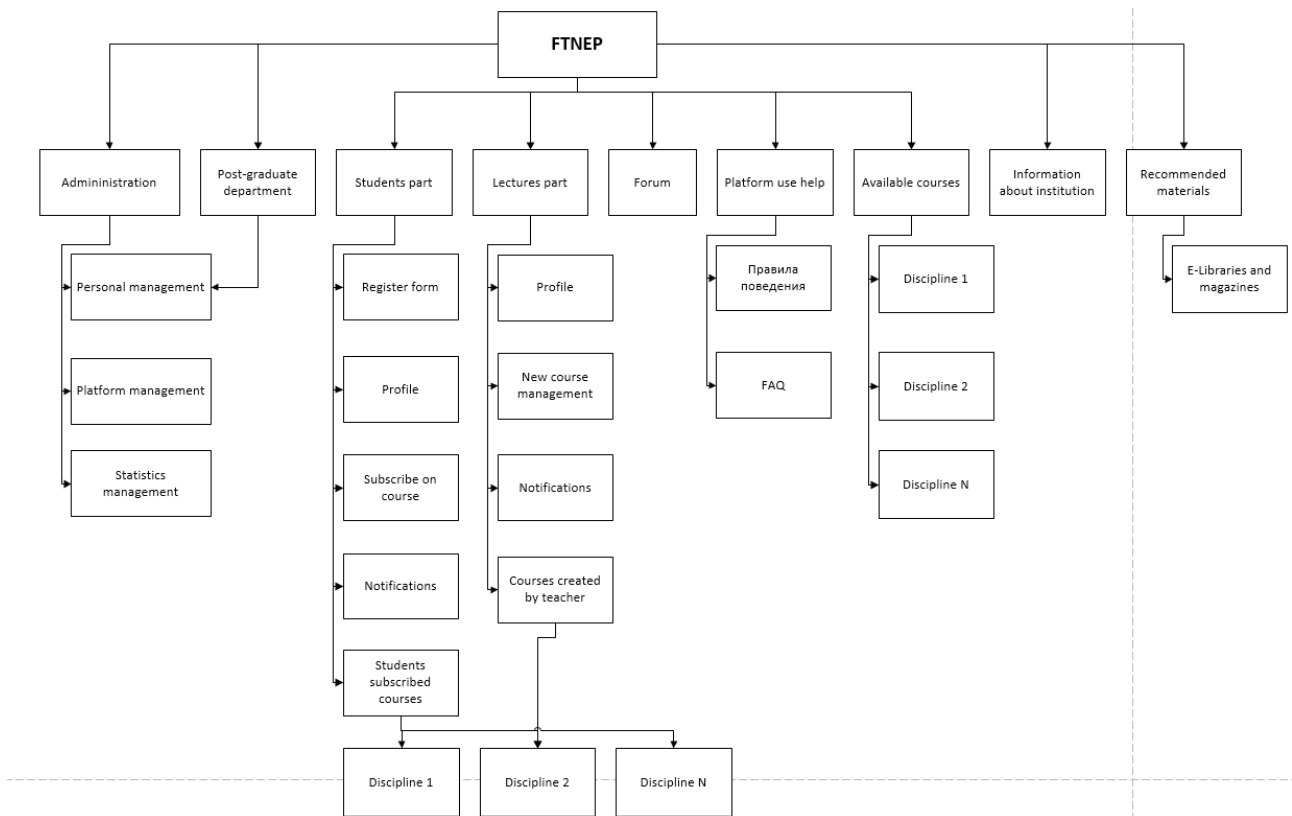 FTNEP
Admininistration
Post-graduate
department
Students part
Lectures part
Forum
Platform use help
Available courses
Information
about institution
Recommended
materials
Personal management
Register form
Profile
Правила
поведения
Discipline 1
E-Libraries and
magazines
Platform management
Profile
New course
management
FAQ
Discipline 2
Statistics
management
Subscribe on
course
Notifications
Discipline N
Notifications
Courses created
by teacher
Students
subscribed
courses
Discipline 1
Discipline 2
Discipline N